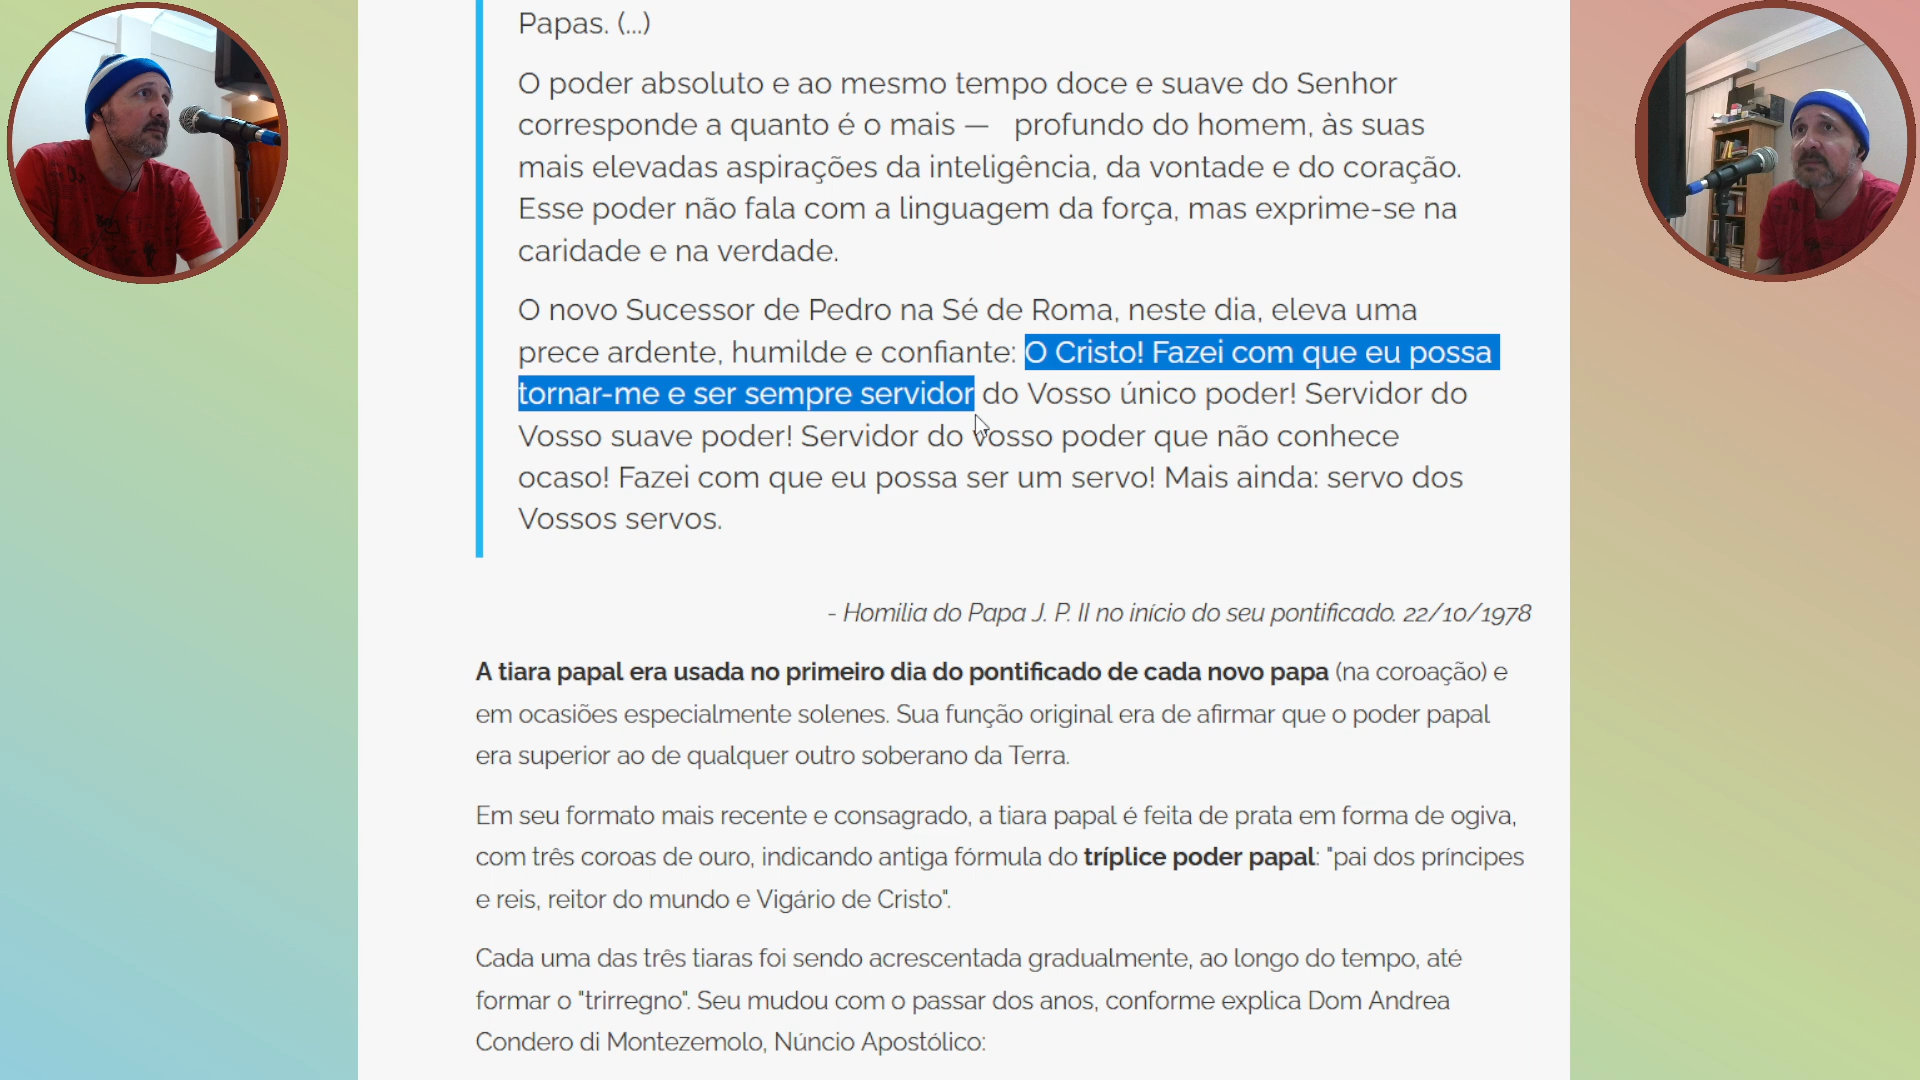 Papas. (...)
O poder absoluto e ao mesmo tempo doce e suave do Senhor
corresponde a quanto é o mais — profundo do homem, às suas
mais elevadas aspirações da inteligência, da vontade e do coração.
Esse poder não fala com a linguagem da força, mas exprime-se na
caridade e na verdade.
O novo Sucessor de Pedro na Sé de Roma, neste dia, eleva uma
prece ardente, humilde e confiante: O Cristo! Fazei com que eu possa
tornar-me e ser sempre servidor do Vosso único poder! Servidor do
Vosso suave poder! Servidor do Vosso poder que não conhece
ocaso! Fazei com que eu possa ser um servo! Mais ainda: servo dos
Vossos servos.
- Homilia do Papa J. P. II no início do seu pontificado. 22/10/1978
A tiara papal era usada no primeiro dia do pontificado de cada novo papa (na coroação) e
em ocasiões especialmente solenes. Sua função original era de afirmar que o poder papal
era superior ao de qualquer outro soberano da Terra.
Em seu formato mais recente e consagrado, a tiara papal é feita de prata em forma de ogiva,
com três coroas de ouro, indicando antiga fórmula do tríplice poder papal: "pai dos príncipes
e reis, reitor do mundo e Vigário de Cristo".
Cada uma das três tiaras foi sendo acrescentada gradualmente, ao longo do tempo, até
formar o "trirregno". Seu mudou com o passar dos anos, conforme explica Dom Andrea
Condero di Montezemolo, Núncio Apostólico: